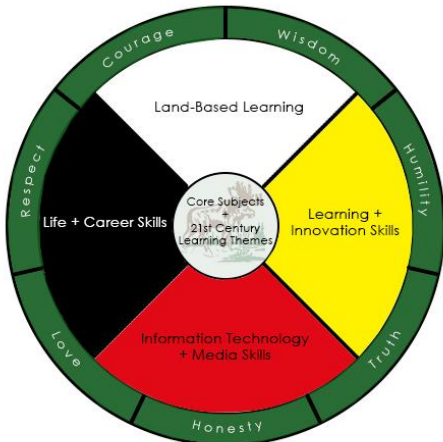 Courage
Wisdom
Land-Based Learning
Respect
Humility
Life + Career Skills
Core Subjects
+
21st Century
Learning Themes
Learning +
Innovation Skills
Information Technology
+ Media Skills
Love
Truth
Honesty